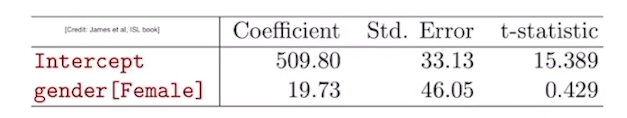 [Credit: James et al, ISL book] Coefficient Std. Error t-statistic
Intercept 509.80 33.13 15.389
gender[Female] 19.73 46.05 0.429